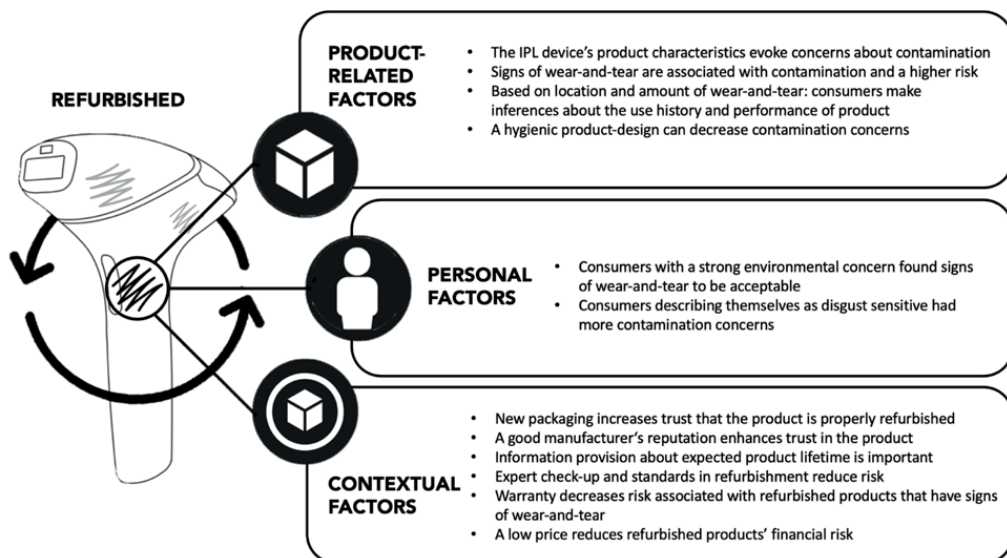 REFURBISHED
PRODUCT-
RELATED
FACTORS
• The IPL device's product characteristics evoke concerns about contamination
• Signs of wear-and-tear are associated with contamination and a higher risk
• Based on location and amount of wear-and-tear: consumers make
inferences about the use history and performance of product
• A hygienic product-design can decrease contamination concerns
PERSONAL
FACTORS
• Consumers with a strong environmental concern found signs
of wear-and-tear to be acceptable
• Consumers describing themselves as disgust sensitive had
more contamination concerns
CONTEXTUAL
FACTORS
• New packaging increases trust that the product is properly refurbished
• A good manufacturer's reputation enhances trust in the product
• Information provision about expected product lifetime is important
• Expert check-up and standards in refurbishment reduce risk
• Warranty decreases risk associated with refurbished products that have signs
of wear-and-tear
• A low price reduces refurbished products' financial risk